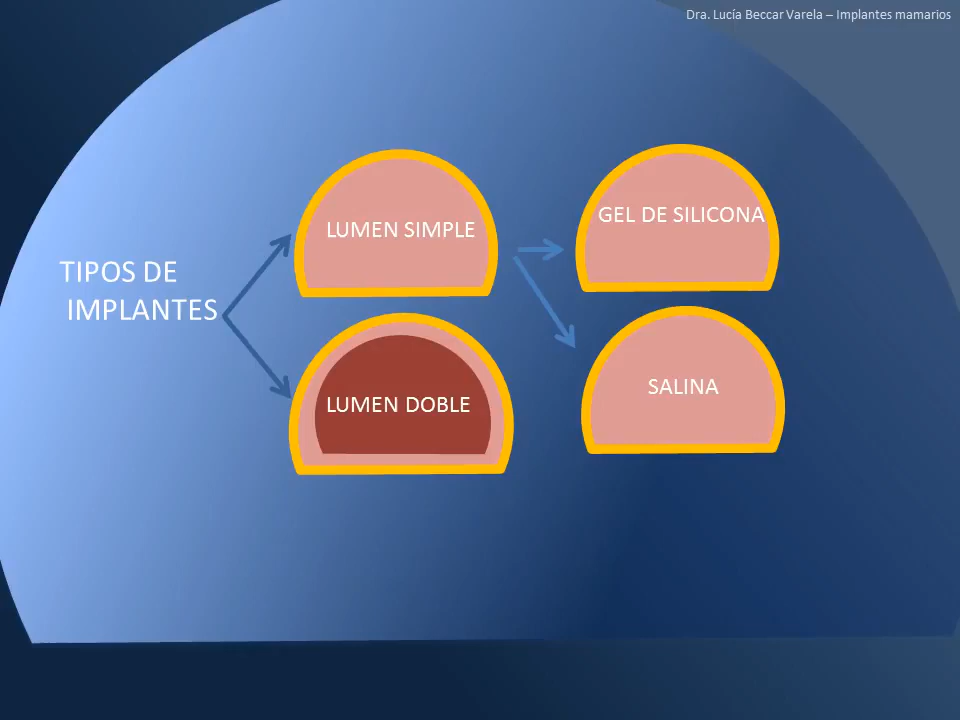 Dra. Lucía Beccar Varela – Implantes mamarios
TIPOS DE
IMPLANTES
LUMEN SIMPLE
LUMEN DOBLE
GEL DE SILICONA
SALINA